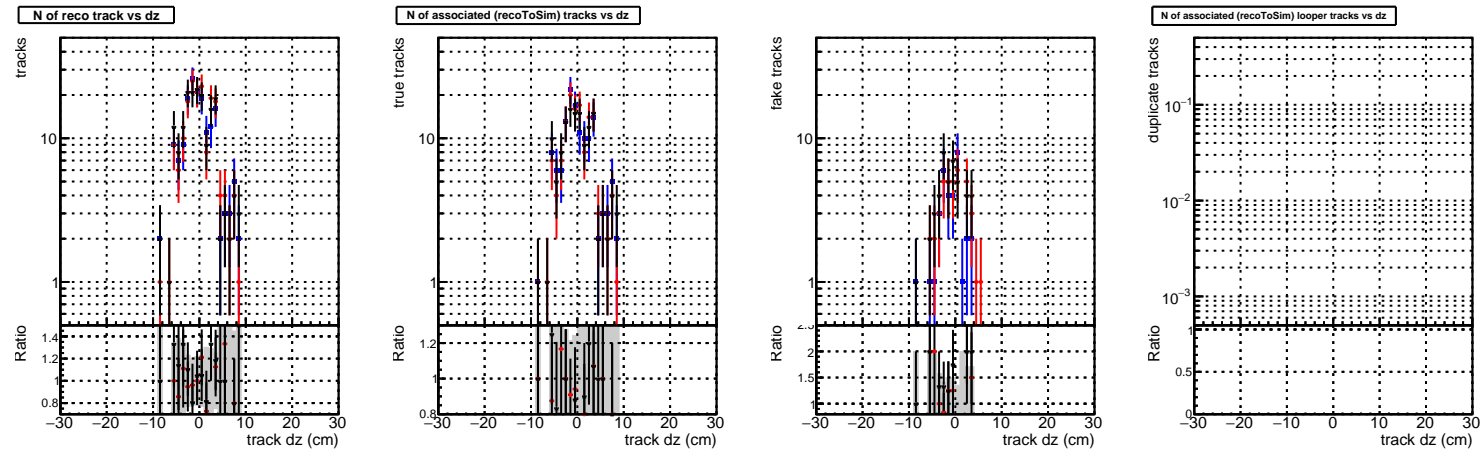 N of reco track vs dz
tracks
10
1
Ratio
1.4
1.2
1
0.8
−30 −20 −10 0 10 20 30
track dz (cm)
N of associated (recoToSim) tracks vs dz
true tracks
10
1
Ratio
1.2
1
0.8
−30 −20 −10 0 10 20 30
track dz (cm)
fake tracks
10
1
Ratio
2.5
2
1.5
1
−30 −20 −10 0 10 20 30
track dz (cm)
N of associated (recoToSim) looper tracks vs dz
duplicate tracks
10−1
10−2
10−3
Ratio
1
0.5
0
−30 −20 −10 0 10 20 30
track dz (cm)